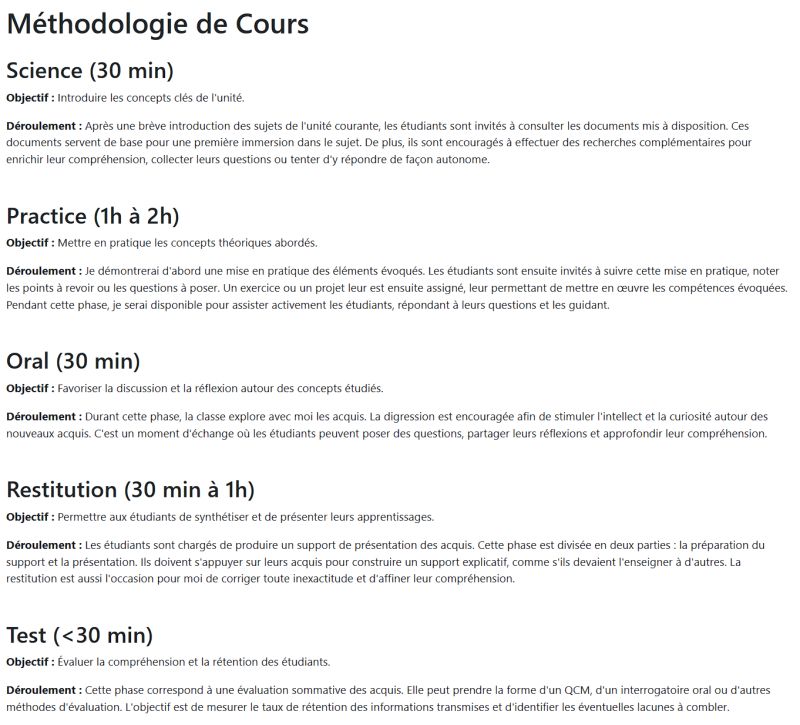 Méthodologie de Cours
Science (30 min)
Objectif : Introduire les concepts clés de l'unité.
Déroulement : Après une brève introduction des sujets de l'unité courante, les étudiants sont invités à consulter les documents mis à disposition. Ces
documents servent de base pour une première immersion dans le sujet. De plus, ils sont encouragés à effectuer des recherches complémentaires pour
enrichir leur compréhension, collecter leurs questions ou tenter d'y répondre de façon autonome.
Practice (1h à 2h)
Objectif : Mettre en pratique les concepts théoriques abordés.
Déroulement : Je démontrerai d'abord une mise en pratique des éléments évoqués. Les étudiants sont ensuite invités à suivre cette mise en pratique, noter
les points à revoir ou les questions à poser. Un exercice ou un projet leur est ensuite assigné, leur permettant de mettre en œuvre les compétences évoquées.
Pendant cette phase, je serai disponible pour assister activement les étudiants, répondant à leurs questions et les guidant.
Oral (30 min)
Objectif : Favoriser la discussion et la réflexion autour des concepts étudiés.
Déroulement : Durant cette phase, la classe explore avec moi les acquis. La digression est encouragée afin de stimuler l'intellect et la curiosité autour des
nouveaux acquis. C'est un moment d'échange où les étudiants peuvent poser des questions, partager leurs réflexions et approfondir leur compréhension.
Restitution (30 min à 1h)
Objectif : Permettre aux étudiants de synthétiser et de présenter leurs apprentissages.
Déroulement : Les étudiants sont chargés de produire un support de présentation des acquis. Cette phase est divisée en deux parties : la préparation du
support et la présentation. Ils doivent s'appuyer sur leurs acquis pour construire un support explicatif, comme s'ils devaient l'enseigner à d'autres. La
restitution est aussi l'occasion pour moi de corriger toute inexactitude et d'affiner leur compréhension.
Test (<30 min)
Objectif : Évaluer la compréhension et la rétention des étudiants.
Déroulement : Cette phase correspond à une évaluation sommative des acquis. Elle peut prendre la forme d'un QCM, d'un interrogatoire oral ou d'autres
méthodes d'évaluation. L'objectif est de mesurer le taux de rétention des informations transmises et d'identifier les éventuelles lacunes à combler.